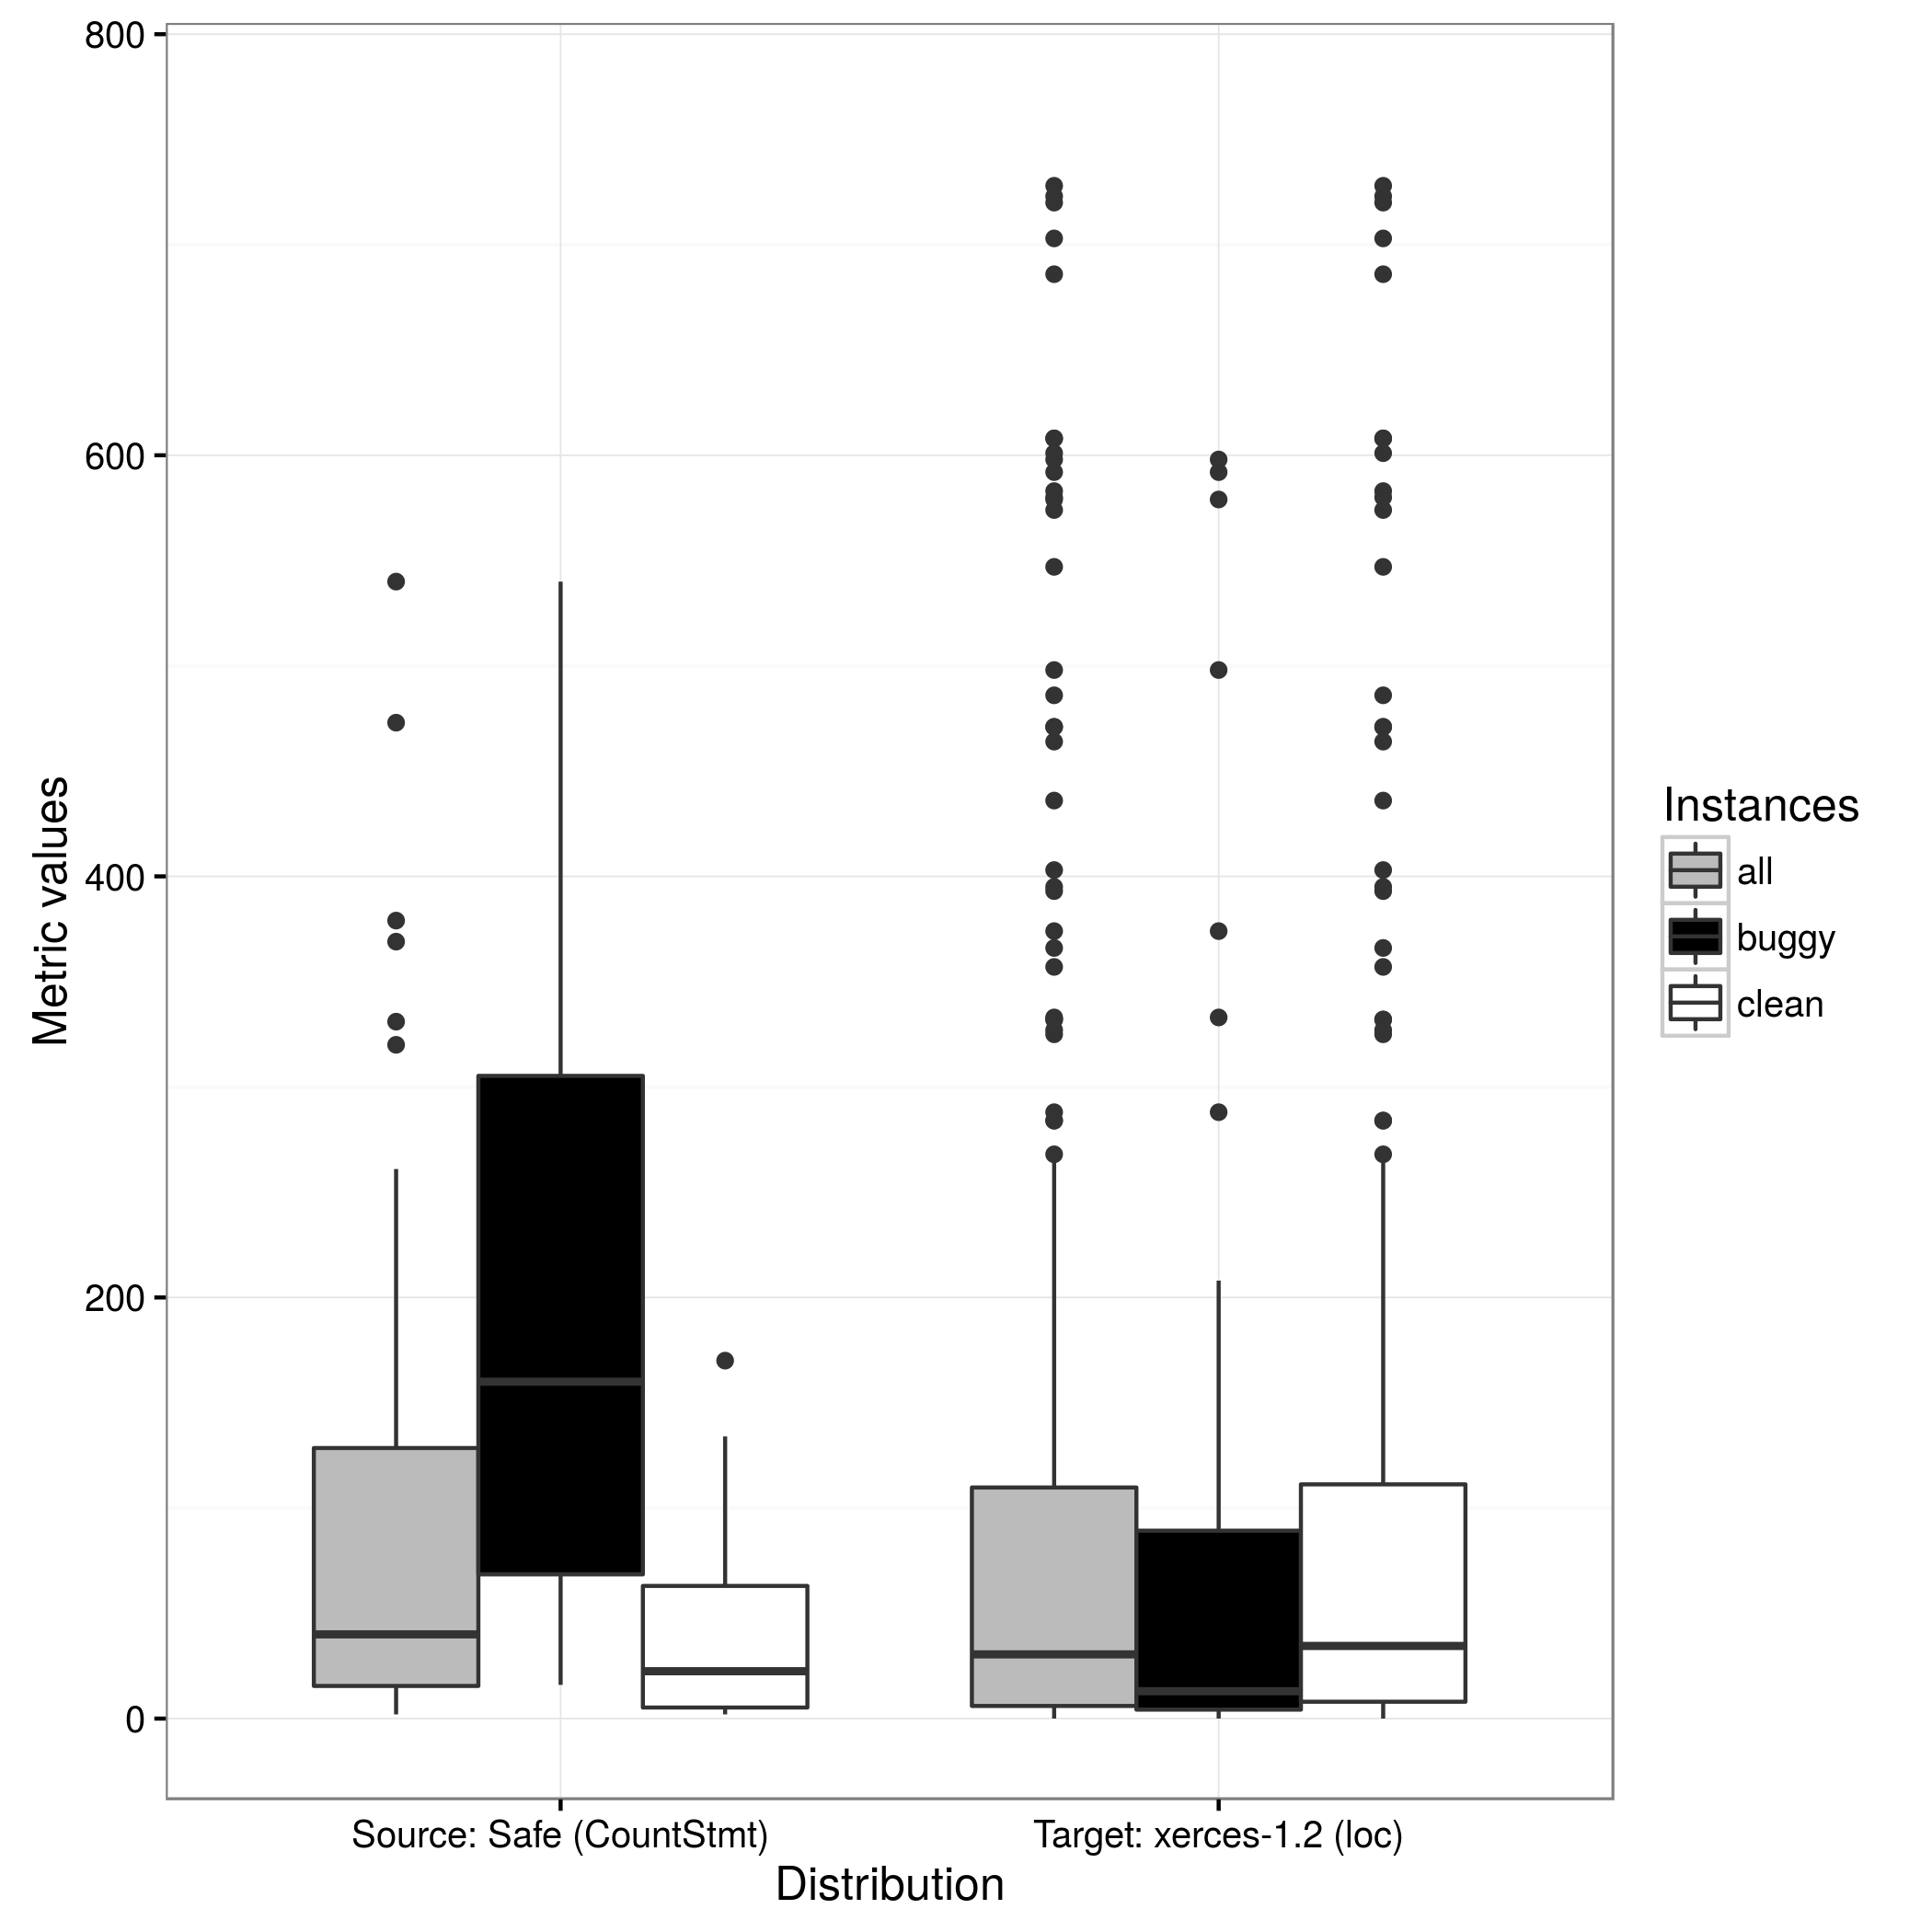 800
600
400
200
0
Metric values
Source: Safe (CountStmt)
Target: xerces-1.2 (loc)
Distribution
Instances
all
buggy
clean